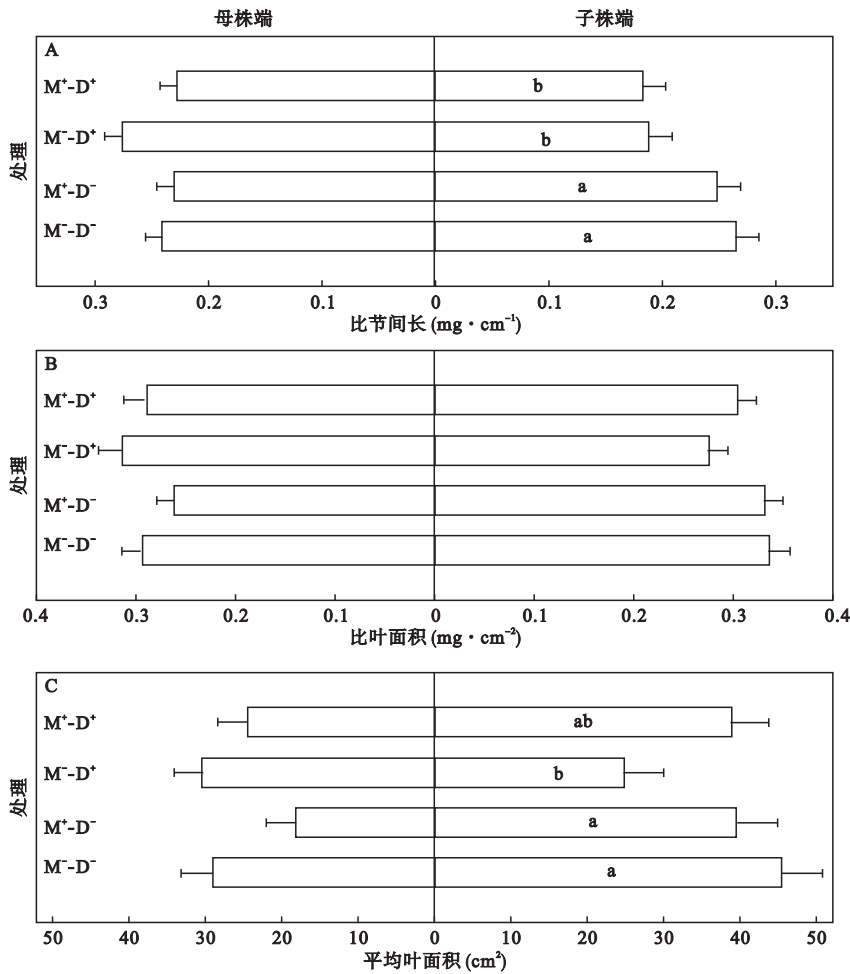 母株端 子株端
A
M⁺-D⁺ b
M⁻-D⁺ b
M⁺-D⁻ a
M⁻-D⁻ a
处理
0.3 0.2 0.1 0 0.1 0.2 0.3
比节间长 (mg·cm⁻¹)
B
M⁺-D⁺
M⁻-D⁺
M⁺-D⁻
M⁻-D⁻
处理
0.4 0.3 0.2 0.1 0 0.1 0.2 0.3 0.4
比叶面积 (mg·cm⁻²)
C
M⁺-D⁺ ab
M⁻-D⁺ b
M⁺-D⁻ a
M⁻-D⁻ a
处理
50 40 30 20 10 0 10 20 30 40 50
平均叶面积 (cm²)